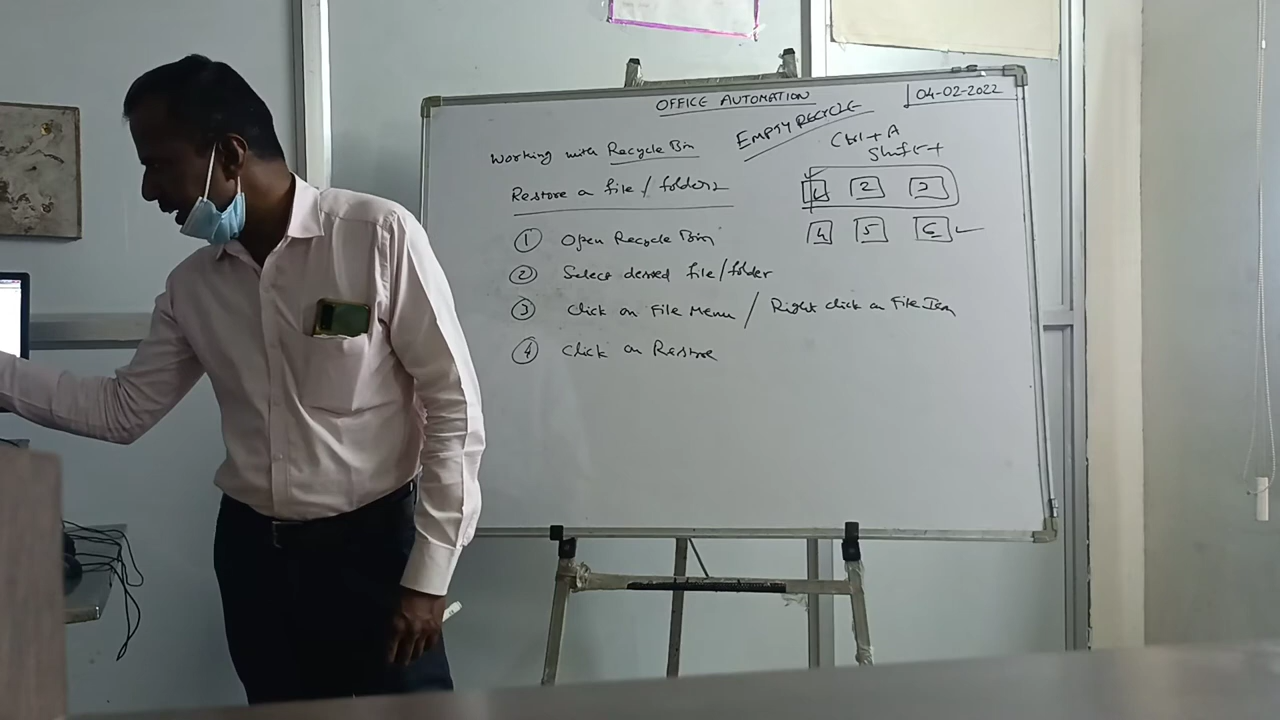 OFFICE AUTOMATION
04-02-2022
EMPTY RECYCLE
Working with Recycle Bin
Ctrl + A
Shift +
Restore a file / folders
1 2 3
4 5 6
① Open Recycle Bin
② Select desired file/folder
③ Click on File Menu / Right click on File Item
④ Click on Restore